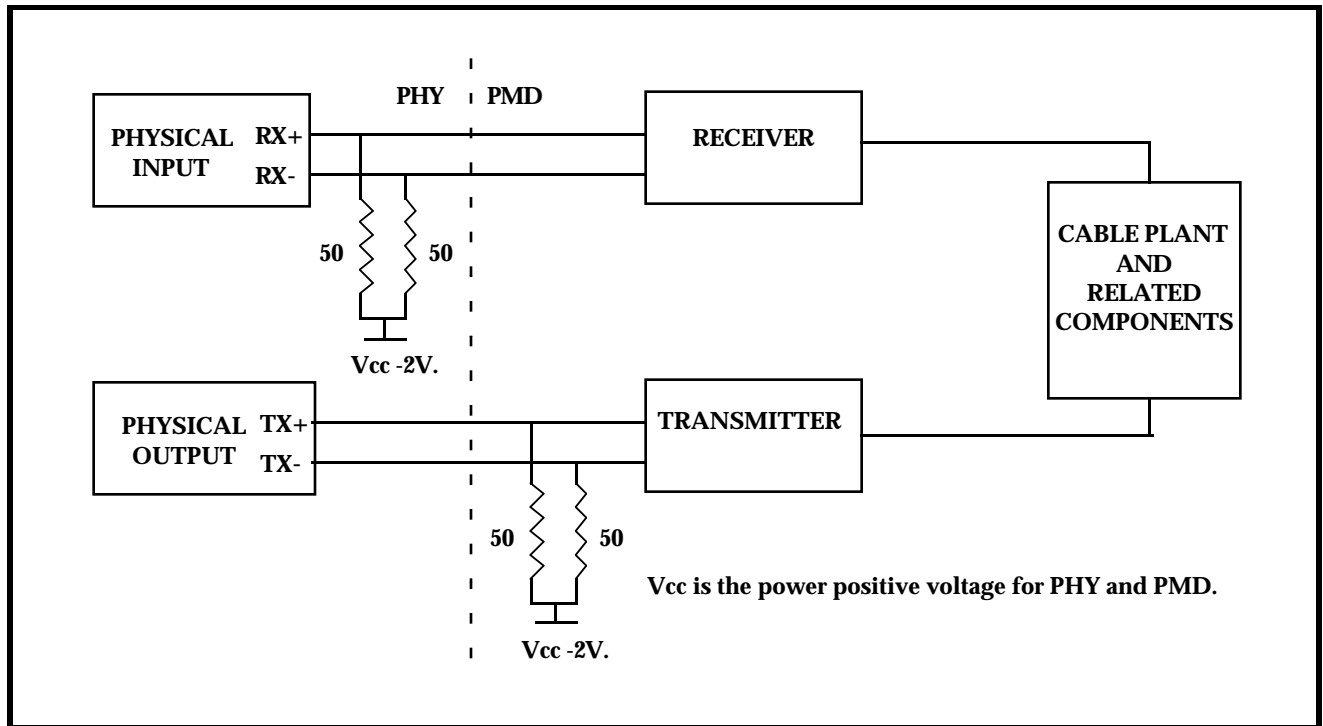 PHY PMD
PHYSICAL INPUT
RX+
RX-
RECEIVER
50 50
Vcc -2V.
CABLE PLANT
AND
RELATED
COMPONENTS
PHYSICAL
OUTPUT
TX+
TX-
TRANSMITTER
50 50
Vcc -2V.
Vcc is the power positive voltage for PHY and PMD.